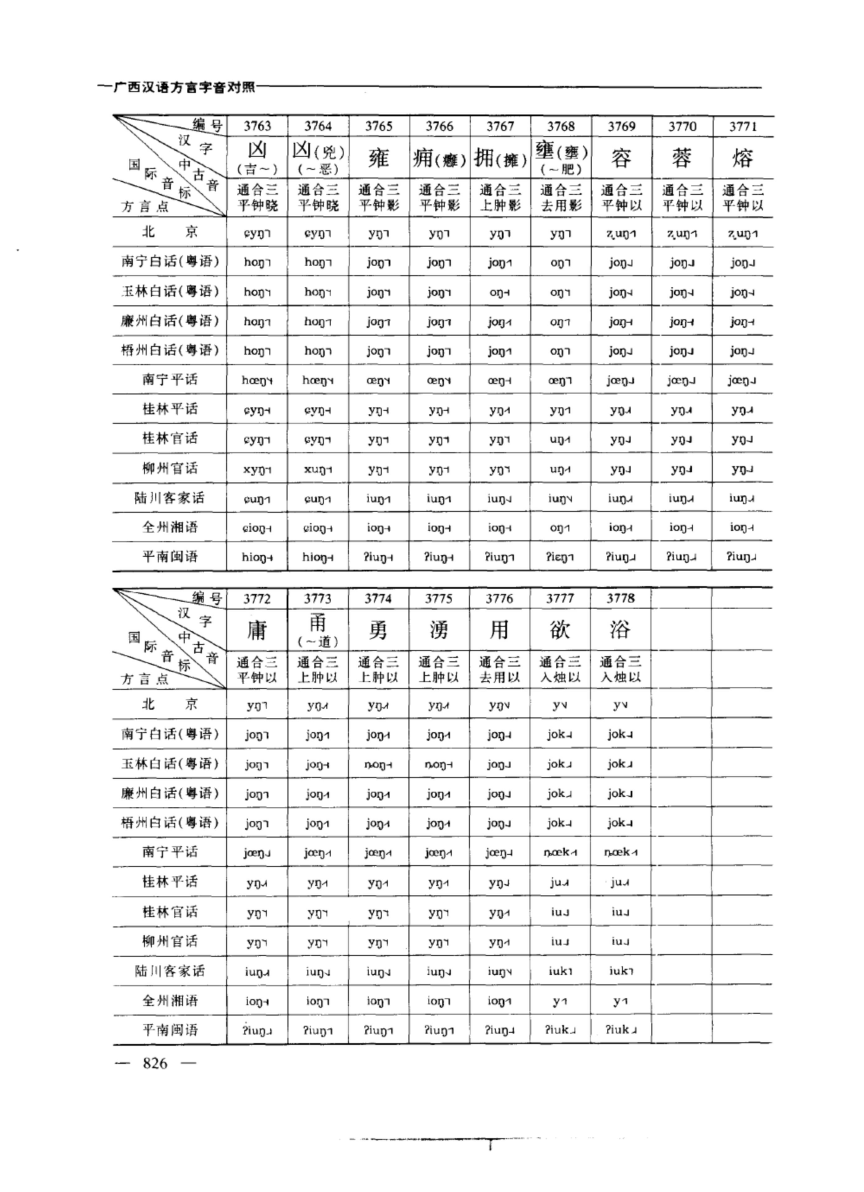 广西汉语方言字音对照
编号 3763 3764 3765 3766 3767 3768 3769 3770 3771
汉字 凶(吉～) 凶(兇)(～恶) 雍 痈(癰) 拥(擁) 壅(～肥) 容 蓉 熔
国际音标 中古音 方言点 通合三平钟晓 通合三平钟晓 通合三平钟影 通合三平钟影 通合三上肿影 通合三去用影 通合三平钟以 通合三平钟以 通合三平钟以
北京 ɕyŋ ɕyŋ yŋ yŋ yŋ yŋ ʐuŋ ʐuŋ ʐuŋ
南宁白话(粤语) hoŋ hoŋ joŋ joŋ joŋ oŋ joŋ joŋ joŋ
玉林白话(粤语) hoŋ hoŋ joŋ joŋ oŋ oŋ joŋ joŋ joŋ
廉州白话(粤语) hoŋ hoŋ joŋ joŋ joŋ oŋ joŋ joŋ joŋ
梧州白话(粤语) hoŋ hoŋ joŋ joŋ joŋ oŋ joŋ joŋ joŋ
南宁平话 hœŋ hœŋ œŋ œŋ œŋ œŋ jœŋ jœŋ jœŋ
桂林平话 ɕyŋ ɕyŋ yŋ yŋ yŋ yŋ yŋ yŋ yŋ
桂林官话 ɕyŋ ɕyŋ yŋ yŋ yŋ uŋ yŋ yŋ yŋ
柳州官话 xyŋ xuŋ yŋ yŋ yŋ uŋ yŋ yŋ yŋ
陆川客家话 ɕuŋ ɕuŋ iuŋ iuŋ iuŋ iuŋ iuŋ iuŋ iuŋ
全州湘语 ɕioŋ ɕioŋ ioŋ ioŋ ioŋ oŋ ioŋ ioŋ ioŋ
平南闽语 hioŋ hioŋ ʔiuŋ ʔiuŋ ʔiuŋ ʔiɛŋ ʔiuŋ ʔiuŋ ʔiuŋ
编号 3772 3773 3774 3775 3776 3777 3778
汉字 庸 甬(～道) 勇 湧 用 欲 浴
国际音标 中古音 方言点 通合三平钟以 通合三上肿以 通合三上肿以 通合三上肿以 通合三去用以 通合三入烛以 通合三入烛以
北京 yŋ yŋ yŋ yŋ yŋ y y
南宁白话(粤语) joŋ joŋ joŋ joŋ joŋ jok jok
玉林白话(粤语) joŋ joŋ ȵoŋ ȵoŋ joŋ jok jok
廉州白话(粤语) joŋ joŋ joŋ joŋ joŋ jok jok
梧州白话(粤语) joŋ joŋ joŋ joŋ joŋ jok jok
南宁平话 jœŋ jœŋ jœŋ jœŋ jœŋ ȵœk ȵœk
桂林平话 yŋ yŋ yŋ yŋ yŋ ju ju
桂林官话 yŋ yŋ yŋ yŋ yŋ iu iu
柳州官话 yŋ yŋ yŋ yŋ yŋ iu iu
陆川客家话 iuŋ iuŋ iuŋ iuŋ iuŋ iuk iuk
全州湘语 ioŋ ioŋ ioŋ ioŋ ioŋ y y
平南闽语 ʔiuŋ ʔiuŋ ʔiuŋ ʔiuŋ ʔiuŋ ʔiuk ʔiuk
— 826 —